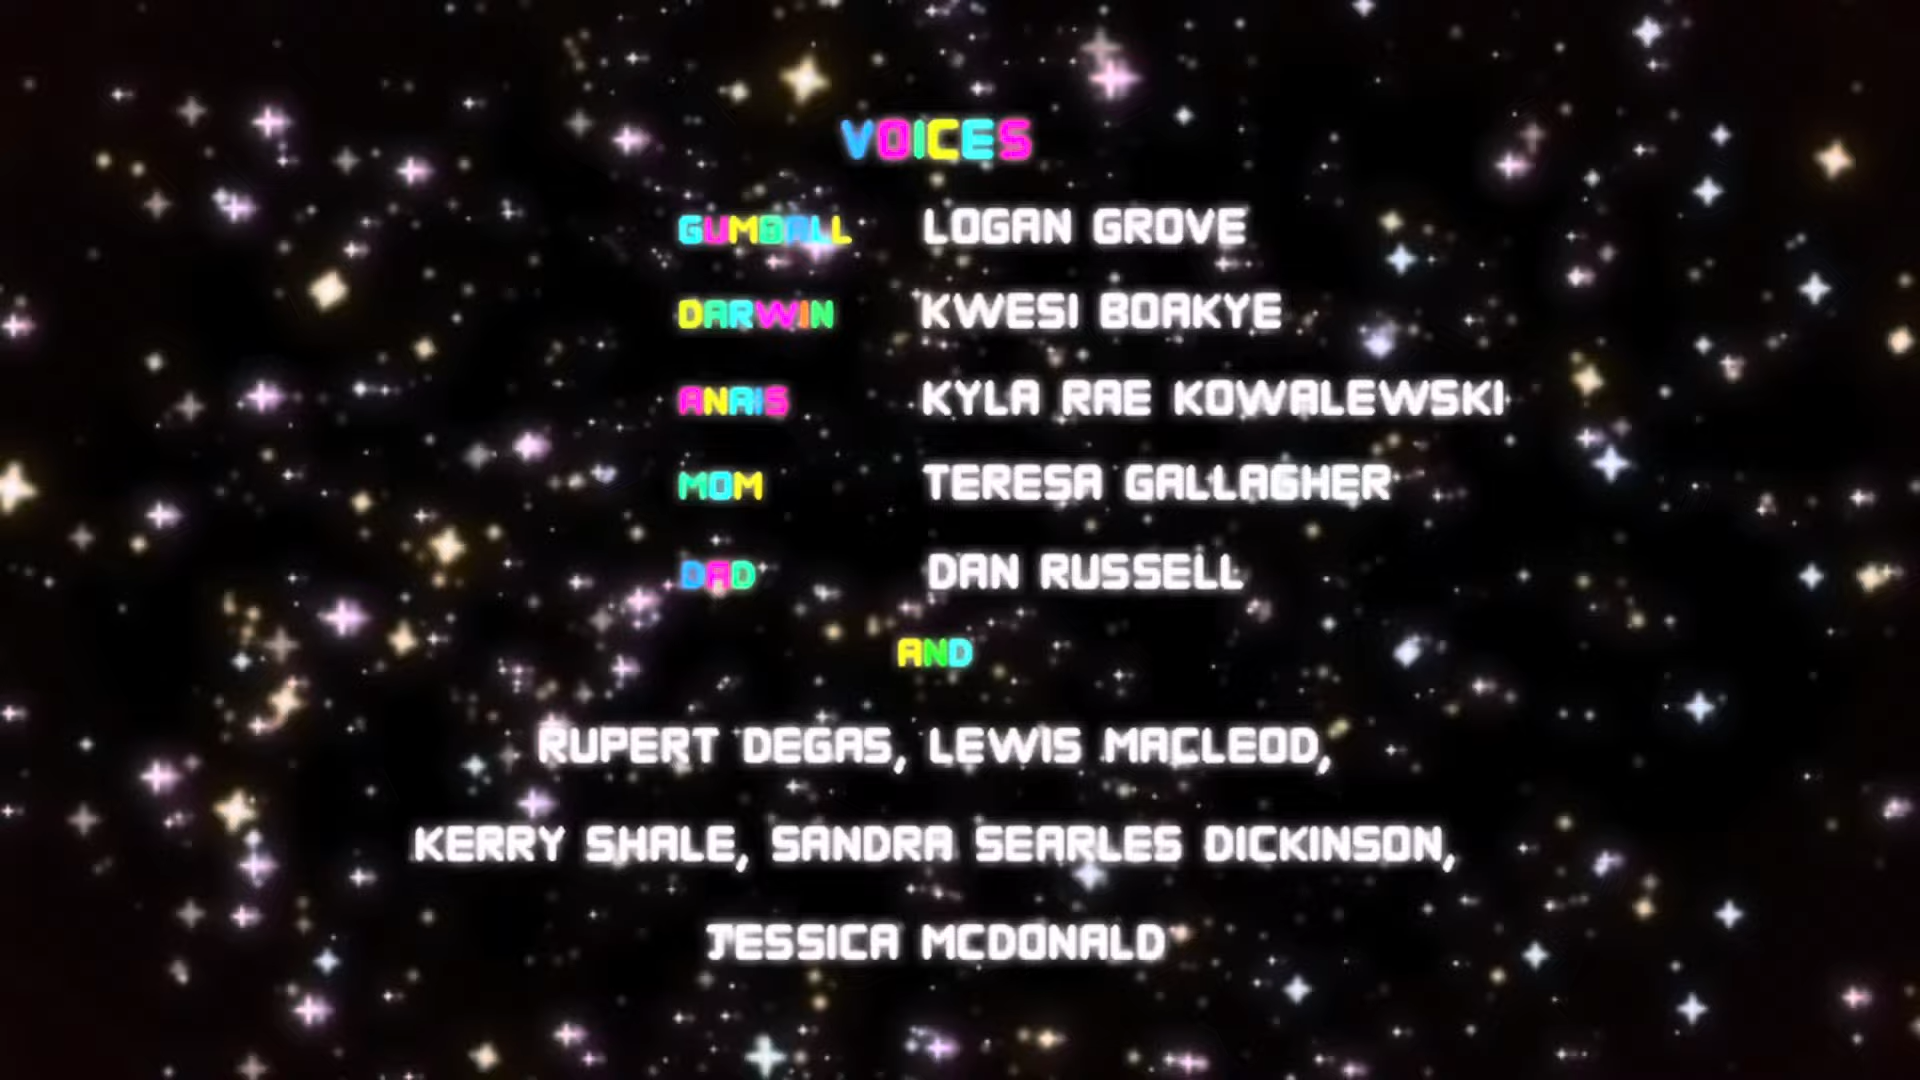 VOICES
GUMBALL LOGAN GROVE
DARWIN KWESI BOAKYE
ANAIS KYLA RAE KOWALEWSKI
MOM TERESA GALLAGHER
DAD DAN RUSSELL
AND
RUPERT DEGAS, LEWIS MACLEOD,
KERRY SHALE, SANDRA SEARLES DICKINSON,
JESSICA MCDONALD